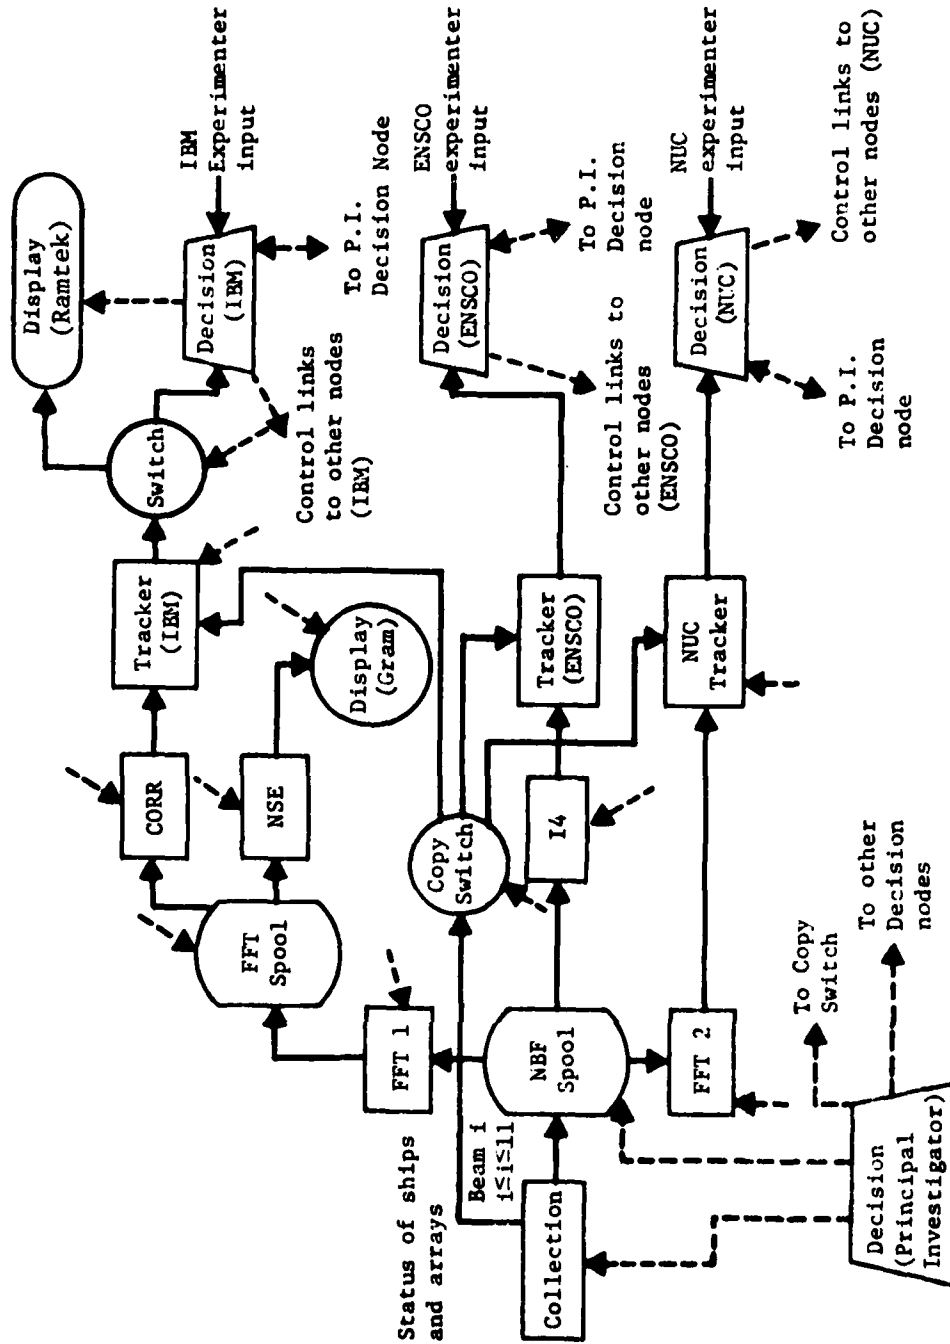 Display
(Ramtek)
IBM
Experimenter
input
Decision
(IBM)
To P.I.
Decision Node
Switch
Control links
to other nodes
(IBM)
Tracker
(IBM)
CORR
NSE
Display
(Gram)
FFT
Spool
FFT 1
Status of ships
and arrays
ENSCO
experimenter
input
Decision
(ENSCO)
To P.I.
Decision
node
Control links to
other nodes
(ENSCO)
Tracker
(ENSCO)
Copy
Switch
I4
NBF
Spool
Beam i
i≤i≤11
Collection
NUC
experimenter
input
Decision
(NUC)
Control links to
other nodes (NUC)
To P.I.
Decision
node
NUC
Tracker
FFT 2
To Copy
Switch
To other
Decision
nodes
Decision
(Principal
Investigator)